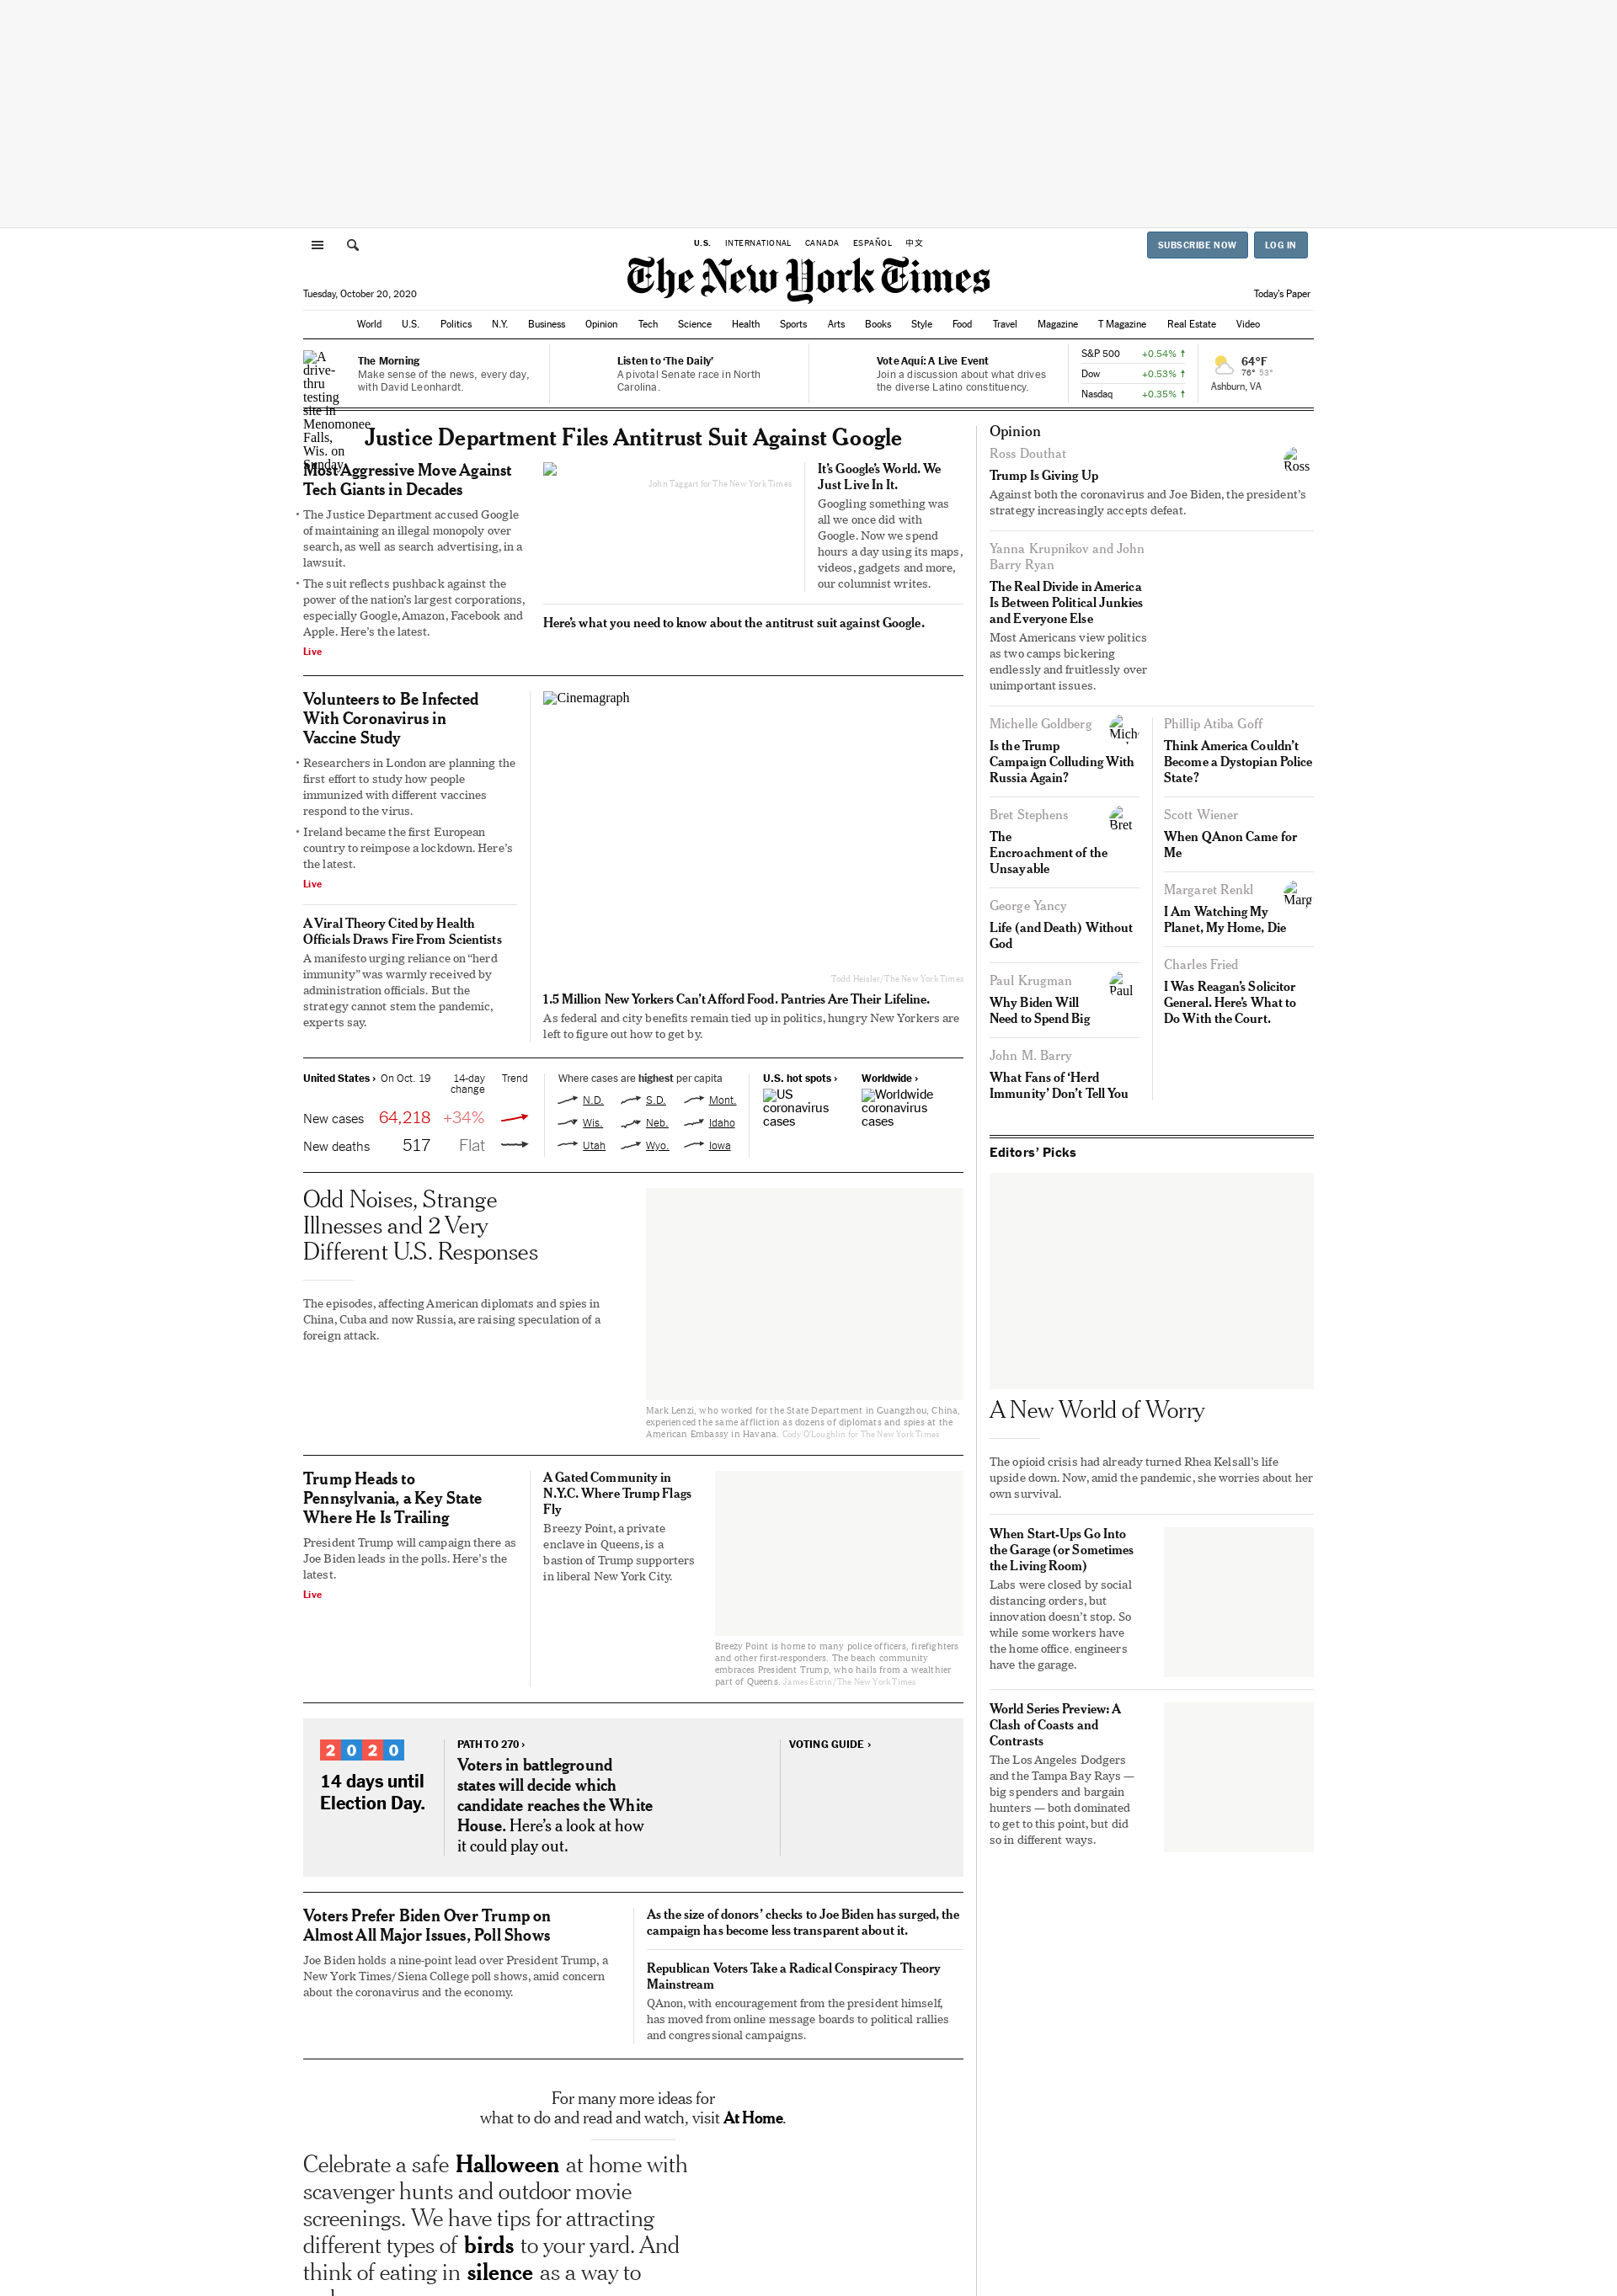 U.S. INTERNATIONAL CANADA ESPAÑOL 中文
SUBSCRIBE NOW LOG IN
The New York Times
Tuesday, October 20, 2020
Today's Paper
World U.S. Politics N.Y. Business Opinion Tech Science Health Sports Arts Books Style Food Travel Magazine T Magazine Real Estate Video
A
drive-
thru
testing
site in
Menomonee
Falls,
Wis. on
Sunday
The Morning
Make sense of the news, every day,
with David Leonhardt.
Listen to ‘The Daily’
A pivotal Senate race in North
Carolina.
Vote Aquí: A Live Event
Join a discussion about what drives
the diverse Latino constituency.
S&P 500 +0.54%
Dow +0.53%
Nasdaq +0.35%
64°F
76° 53°
Ashburn, VA
Justice Department Files Antitrust Suit Against Google
Most Aggressive Move Against
Tech Giants in Decades
• The Justice Department accused Google
of maintaining an illegal monopoly over
search, as well as search advertising, in a
lawsuit.
• The suit reflects pushback against the
power of the nation’s largest corporations,
especially Google, Amazon, Facebook and
Apple. Here’s the latest.
Live
John Taggart for The New York Times
It’s Google’s World. We
Just Live In It.
Googling something was
all we once did with
Google. Now we spend
hours a day using its maps,
videos, gadgets and more,
our columnist writes.
Here’s what you need to know about the antitrust suit against Google.
Volunteers to Be Infected
With Coronavirus in
Vaccine Study
• Researchers in London are planning the
first effort to study how people
immunized with different vaccines
respond to the virus.
• Ireland became the first European
country to reimpose a lockdown. Here’s
the latest.
Live
A Viral Theory Cited by Health
Officials Draws Fire From Scientists
A manifesto urging reliance on “herd
immunity” was warmly received by
administration officials. But the
strategy cannot stem the pandemic,
experts say.
Cinemagraph
Todd Heisler/The New York Times
1.5 Million New Yorkers Can’t Afford Food. Pantries Are Their Lifeline.
As federal and city benefits remain tied up in politics, hungry New Yorkers are
left to figure out how to get by.
United States › On Oct. 19 14-day
change Trend
New cases 64,218 +34%
New deaths 517 Flat
Where cases are highest per capita
N.D. S.D. Mont.
Wis. Neb. Idaho
Utah Wyo. Iowa
U.S. hot spots ›
US
coronavirus
cases
Worldwide ›
Worldwide
coronavirus
cases
Odd Noises, Strange
Illnesses and 2 Very
Different U.S. Responses
The episodes, affecting American diplomats and spies in
China, Cuba and now Russia, are raising speculation of a
foreign attack.
Mark Lenzi, who worked for the State Department in Guangzhou, China,
experienced the same affliction as dozens of diplomats and spies at the
American Embassy in Havana. Cody O’Loughlin for The New York Times
Trump Heads to
Pennsylvania, a Key State
Where He Is Trailing
President Trump will campaign there as
Joe Biden leads in the polls. Here’s the
latest.
Live
A Gated Community in
N.Y.C. Where Trump Flags
Fly
Breezy Point, a private
enclave in Queens, is a
bastion of Trump supporters
in liberal New York City.
Breezy Point is home to many police officers, firefighters
and other first-responders. The beach community
embraces President Trump, who hails from a wealthier
part of Queens. James Estrin/The New York Times
2020
14 days until
Election Day.
PATH TO 270 ›
Voters in battleground
states will decide which
candidate reaches the White
House. Here’s a look at how
it could play out.
VOTING GUIDE ›
Voters Prefer Biden Over Trump on
Almost All Major Issues, Poll Shows
Joe Biden holds a nine-point lead over President Trump, a
New York Times/Siena College poll shows, amid concern
about the coronavirus and the economy.
As the size of donors’ checks to Joe Biden has surged, the
campaign has become less transparent about it.
Republican Voters Take a Radical Conspiracy Theory
Mainstream
QAnon, with encouragement from the president himself,
has moved from online message boards to political rallies
and congressional campaigns.
For many more ideas for
what to do and read and watch, visit At Home.
Celebrate a safe Halloween at home with
scavenger hunts and outdoor movie
screenings. We have tips for attracting
different types of birds to your yard. And
think of eating in silence as a way to
Opinion
Ross Douthat
Ross
Trump Is Giving Up
Against both the coronavirus and Joe Biden, the president’s
strategy increasingly accepts defeat.
Yanna Krupnikov and John
Barry Ryan
The Real Divide in America
Is Between Political Junkies
and Everyone Else
Most Americans view politics
as two camps bickering
endlessly and fruitlessly over
unimportant issues.
Michelle Goldberg
Is the Trump
Campaign Colluding With
Russia Again?
Bret Stephens
Bret
The
Encroachment of the
Unsayable
George Yancy
Life (and Death) Without
God
Paul Krugman
Paul
Why Biden Will
Need to Spend Big
John M. Barry
What Fans of ‘Herd
Immunity’ Don’t Tell You
Phillip Atiba Goff
Think America Couldn’t
Become a Dystopian Police
State?
Scott Wiener
When QAnon Came for
Me
Margaret Renkl
I Am Watching My
Planet, My Home, Die
Charles Fried
I Was Reagan’s Solicitor
General. Here’s What to
Do With the Court.
Editors’ Picks
A New World of Worry
The opioid crisis had already turned Rhea Kelsall’s life
upside down. Now, amid the pandemic, she worries about her
own survival.
When Start-Ups Go Into
the Garage (or Sometimes
the Living Room)
Labs were closed by social
distancing orders, but
innovation doesn’t stop. So
while some workers have
the home office, engineers
have the garage.
World Series Preview: A
Clash of Coasts and
Contrasts
The Los Angeles Dodgers
and the Tampa Bay Rays —
big spenders and bargain
hunters — both dominated
to get to this point, but did
so in different ways.